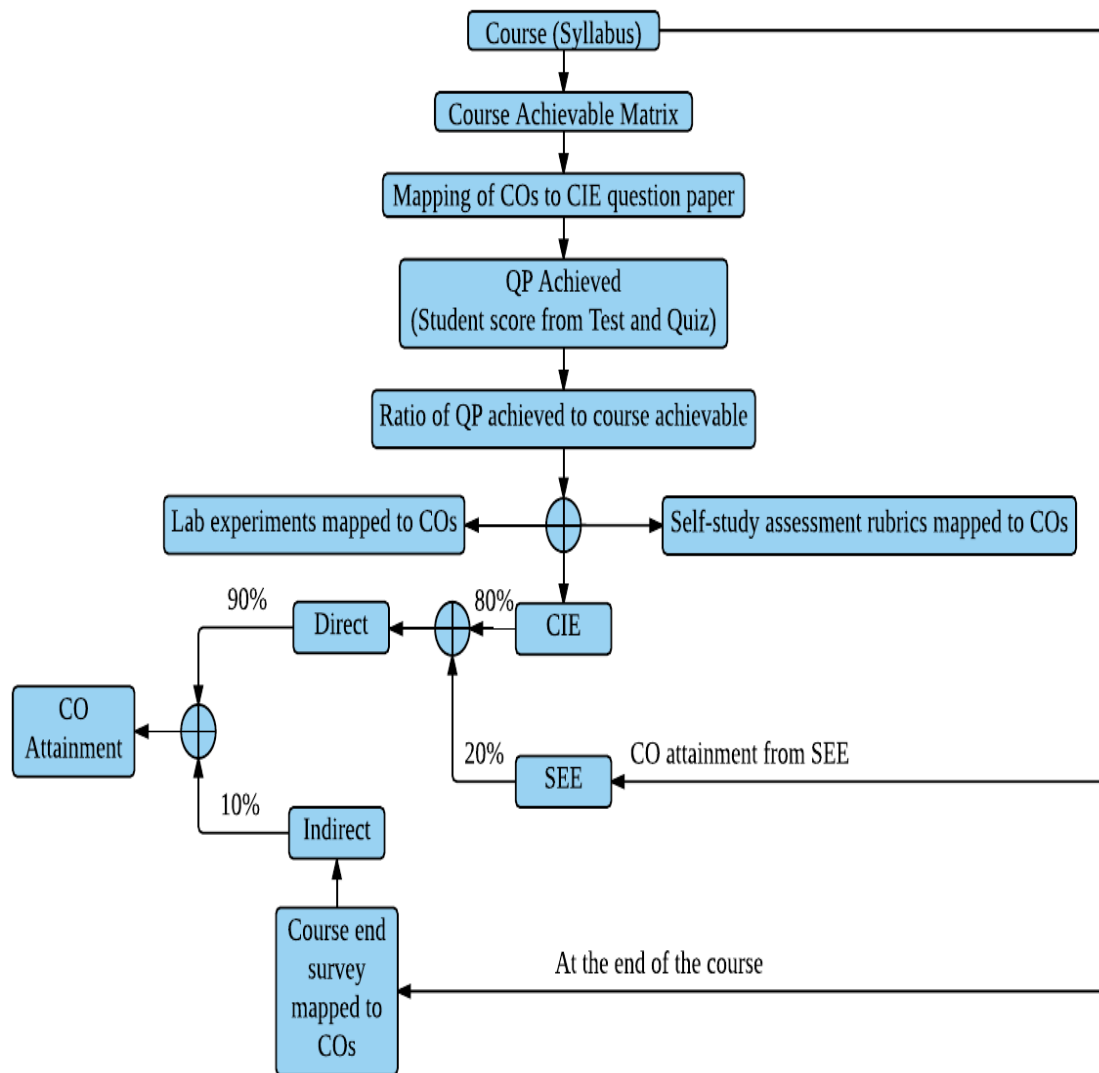 Course (Syllabus)
Course Achievable Matrix
Mapping of COs to CIE question paper
QP Achieved
(Student score from Test and Quiz)
Ratio of QP achieved to course achievable
Lab experiments mapped to COs
Self-study assessment rubrics mapped to COs
90%
Direct
80%
CIE
CO
Attainment
20%
SEE
CO attainment from SEE
10%
Indirect
Course end
survey
mapped to
COs
At the end of the course